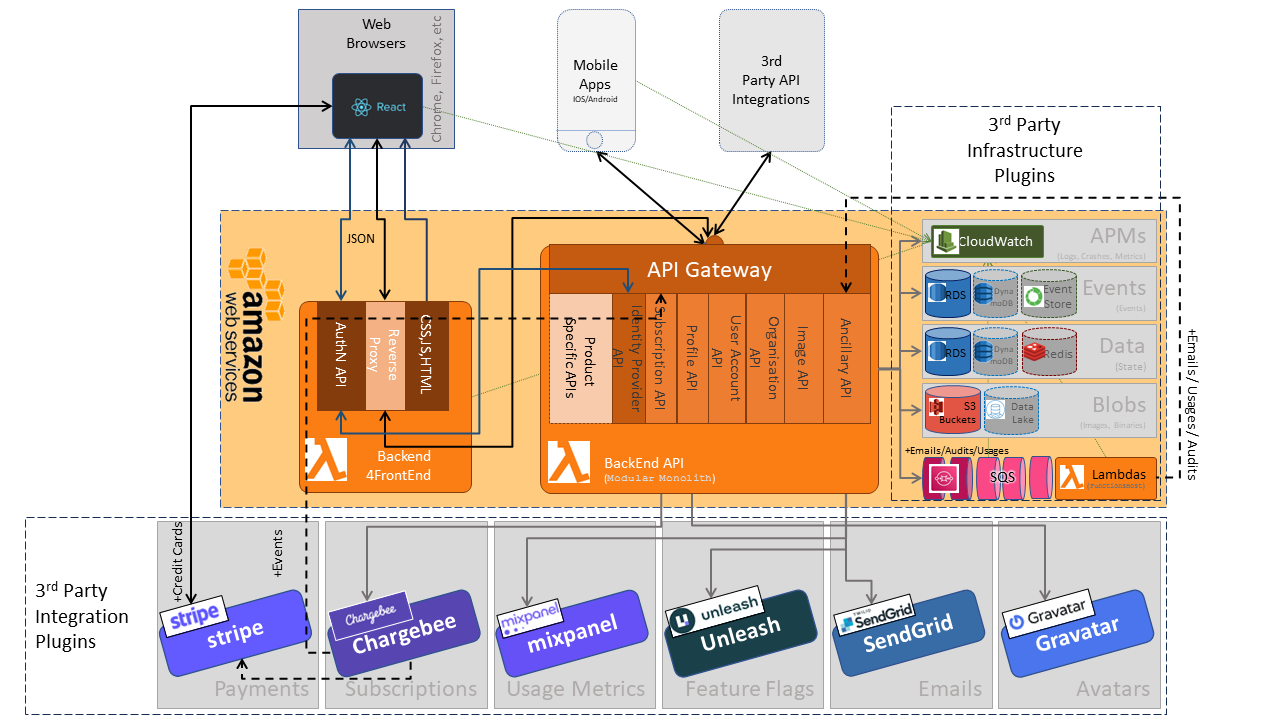 Web
Browsers
Chrome, Firefox, etc
React
Mobile
Apps
IOS/Android
3rd
Party API
Integrations
3rd Party
Infrastructure
Plugins
amazon
web services
JSON
AuthN API
Reverse
Proxy
CSS,JS,HTML
Backend
4FrontEnd
API Gateway
Product
Specific APIs
Identity Provider
API
Subscription API
Profile API
User Account
API
Organisation
API
Image API
Ancillary API
BackEnd API
(Modular Monolith)
CloudWatch
APMs
(Logs, Crashes, Metrics)
RDS
Dyna
moDB
Event
Store
Events
(Events)
RDS
Dyna
moDB
Redis
Data
(State)
S3
Buckets
Data
Lake
Blobs
(Images, Binaries)
+Emails/Audits/Usages
SQS
Lambdas
+Emails / Usages / Audits
3rd Party
Integration
Plugins
+Credit Cards
+Events
stripe
stripe
Payments
Chargebee
Chargebee
Subscriptions
mixpanel
mixpanel
Usage Metrics
unleash
Unleash
Feature Flags
SendGrid
SendGrid
Emails
Gravatar
Gravatar
Avatars